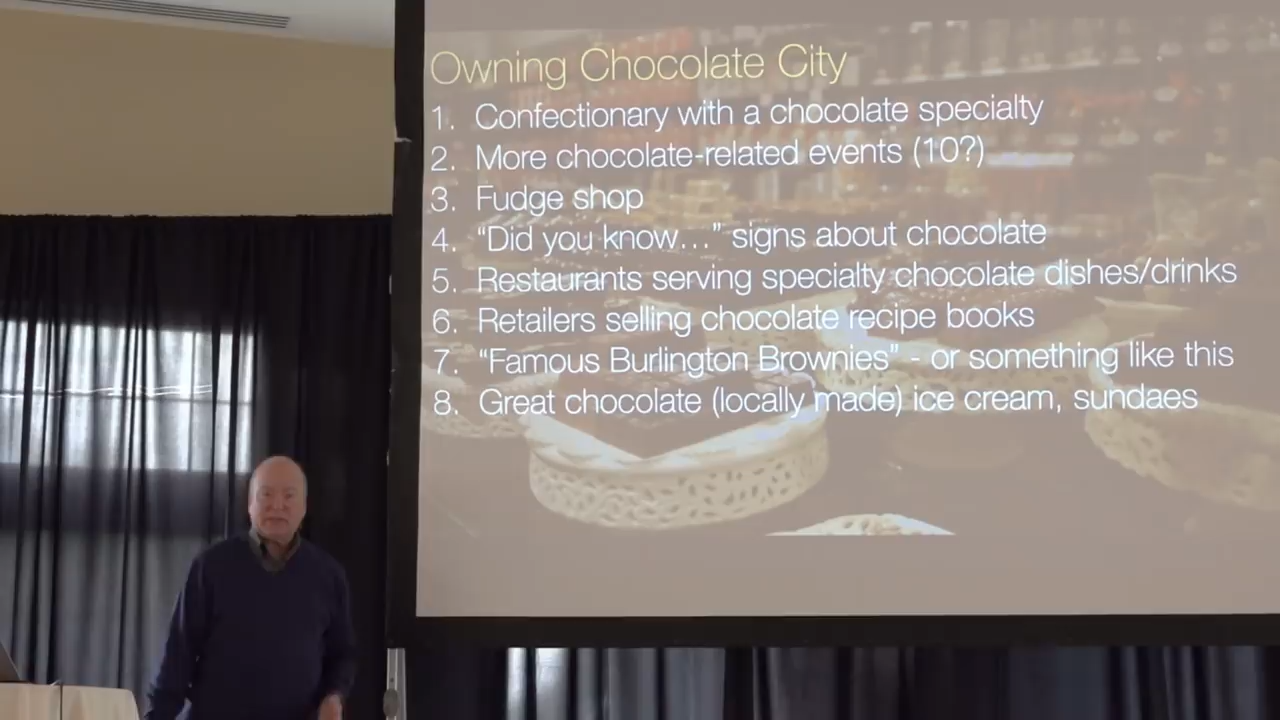 Owning Chocolate City
1. Confectionary with a chocolate specialty
2. More chocolate-related events (10?)
3. Fudge shop
4. “Did you know…” signs about chocolate
5. Restaurants serving specialty chocolate dishes/drinks
6. Retailers selling chocolate recipe books
7. “Famous Burlington Brownies” - or something like this
8. Great chocolate (locally made) ice cream, sundaes